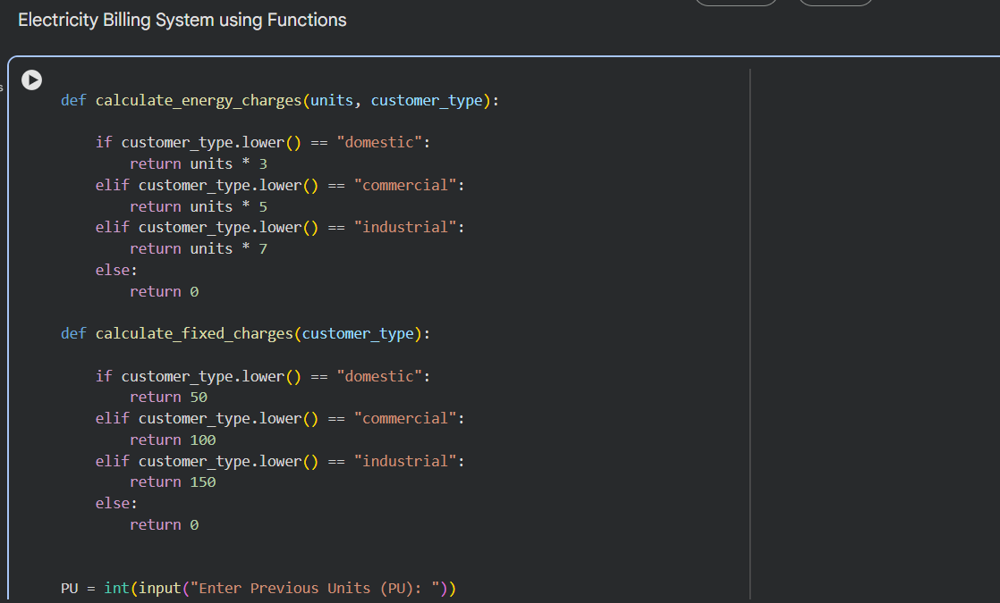 Electricity Billing System using Functions
def calculate_energy_charges(units, customer_type):
    if customer_type.lower() == "domestic":
        return units * 3
    elif customer_type.lower() == "commercial":
        return units * 5
    elif customer_type.lower() == "industrial":
        return units * 7
    else:
        return 0
def calculate_fixed_charges(customer_type):
    if customer_type.lower() == "domestic":
        return 50
    elif customer_type.lower() == "commercial":
        return 100
    elif customer_type.lower() == "industrial":
        return 150
    else:
        return 0
PU = int(input("Enter Previous Units (PU): "))